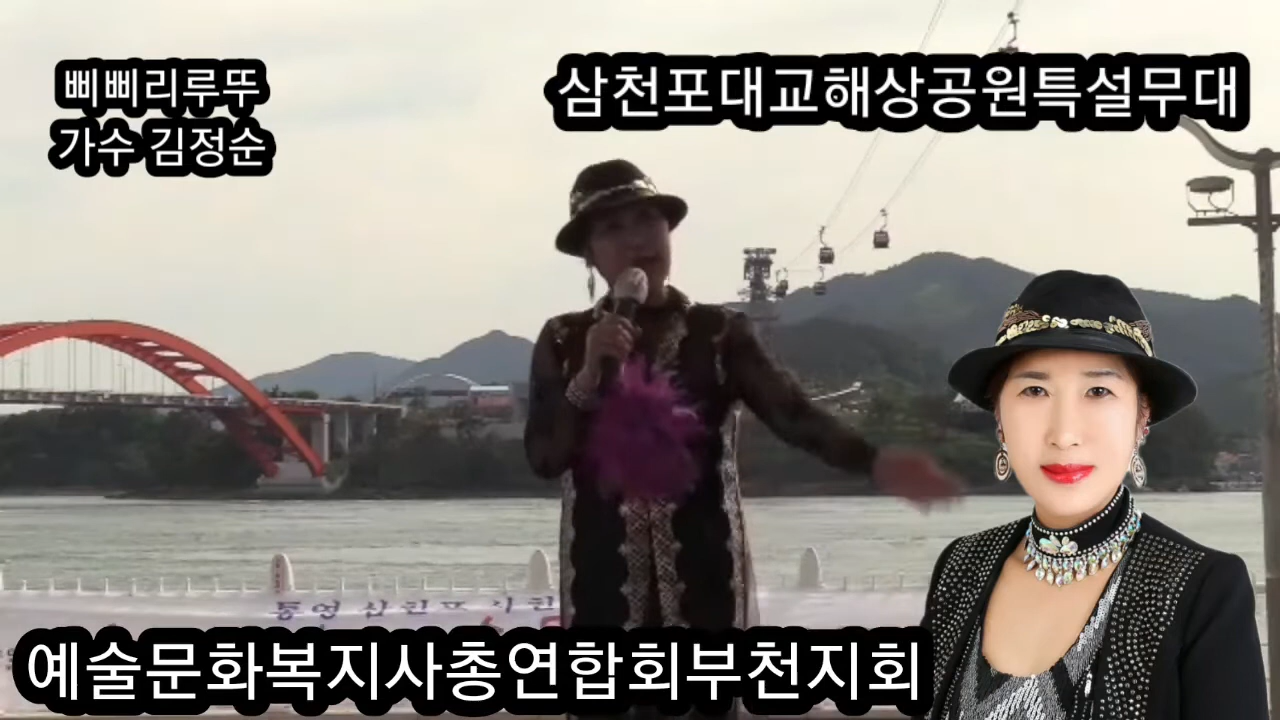 삐삐리루뚜
가수 김정순
삼천포대교해상공원특설무대
예술문화복지사총연합회부천지회